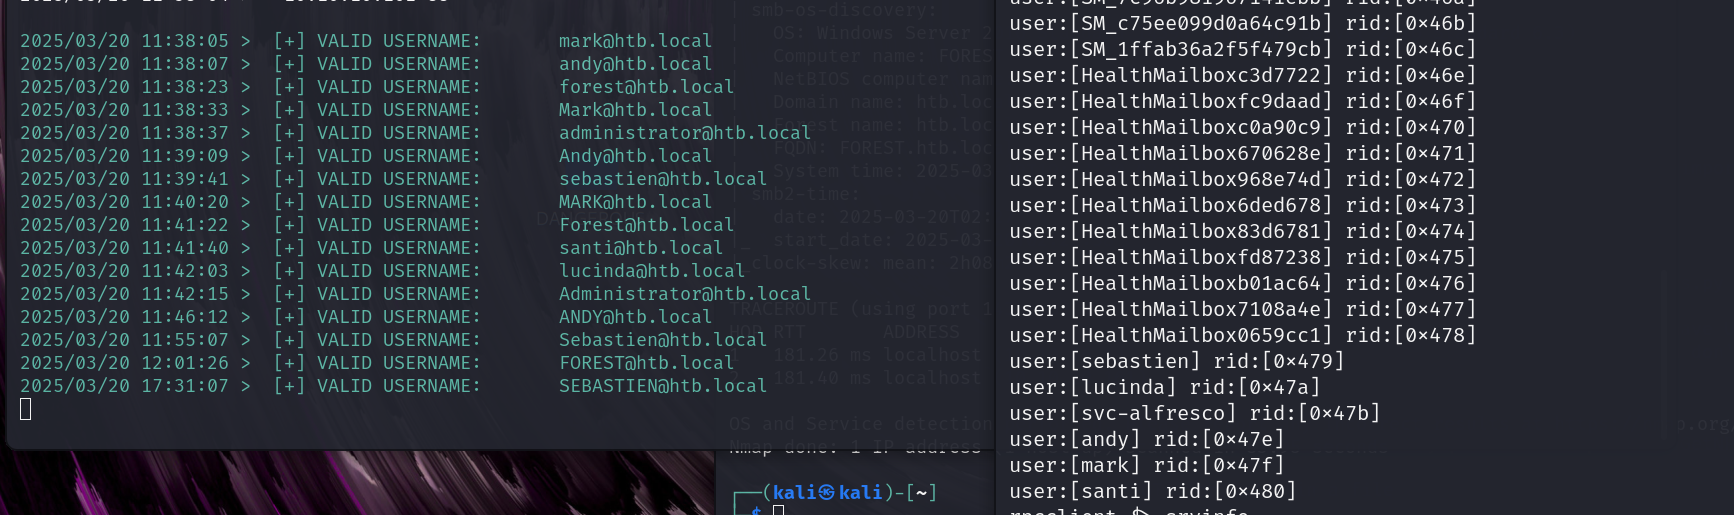 2025/03/20 11:38:05 >  [+] VALID USERNAME:       mark@htb.local
2025/03/20 11:38:07 >  [+] VALID USERNAME:       andy@htb.local
2025/03/20 11:38:23 >  [+] VALID USERNAME:       forest@htb.local
2025/03/20 11:38:33 >  [+] VALID USERNAME:       Mark@htb.local
2025/03/20 11:38:37 >  [+] VALID USERNAME:       administrator@htb.local
2025/03/20 11:39:09 >  [+] VALID USERNAME:       Andy@htb.local
2025/03/20 11:39:41 >  [+] VALID USERNAME:       sebastien@htb.local
2025/03/20 11:40:20 >  [+] VALID USERNAME:       MARK@htb.local
2025/03/20 11:41:22 >  [+] VALID USERNAME:       Forest@htb.local
2025/03/20 11:41:40 >  [+] VALID USERNAME:       santi@htb.local
2025/03/20 11:42:03 >  [+] VALID USERNAME:       lucinda@htb.local
2025/03/20 11:42:15 >  [+] VALID USERNAME:       Administrator@htb.local
2025/03/20 11:46:12 >  [+] VALID USERNAME:       ANDY@htb.local
2025/03/20 11:55:07 >  [+] VALID USERNAME:       Sebastien@htb.local
2025/03/20 12:01:26 >  [+] VALID USERNAME:       FOREST@htb.local
2025/03/20 17:31:07 >  [+] VALID USERNAME:       SEBASTIEN@htb.local
smb-os-discovery:
OS: Windows Server 2
Computer name: FORES
NetBIOS computer nam
Domain name: htb.loc
Forest name: htb.loc
FQDN: FOREST.htb.loc
System time: 2025-03
smb2-time:
date: 2025-03-20T02:
start_date: 2025-03-
clock-skew: mean: 2h08
TRACEROUTE (using port 1
HOP RTT       ADDRESS
181.26 ms localhost
181.40 ms localhost
OS and Service detection
Nmap done: 1 IP address
┌──(kali㉿kali)-[~]
└─$
user:[SM_c75ee099d0a64c91b] rid:[0x46b]
user:[SM_1ffab36a2f5f479cb] rid:[0x46c]
user:[HealthMailboxc3d7722] rid:[0x46e]
user:[HealthMailboxfc9daad] rid:[0x46f]
user:[HealthMailboxc0a90c9] rid:[0x470]
user:[HealthMailbox670628e] rid:[0x471]
user:[HealthMailbox968e74d] rid:[0x472]
user:[HealthMailbox6ded678] rid:[0x473]
user:[HealthMailbox83d6781] rid:[0x474]
user:[HealthMailboxfd87238] rid:[0x475]
user:[HealthMailboxb01ac64] rid:[0x476]
user:[HealthMailbox7108a4e] rid:[0x477]
user:[HealthMailbox0659cc1] rid:[0x478]
user:[sebastien] rid:[0x479]
user:[lucinda] rid:[0x47a]
user:[svc-alfresco] rid:[0x47b]
user:[andy] rid:[0x47e]
user:[mark] rid:[0x47f]
user:[santi] rid:[0x480]